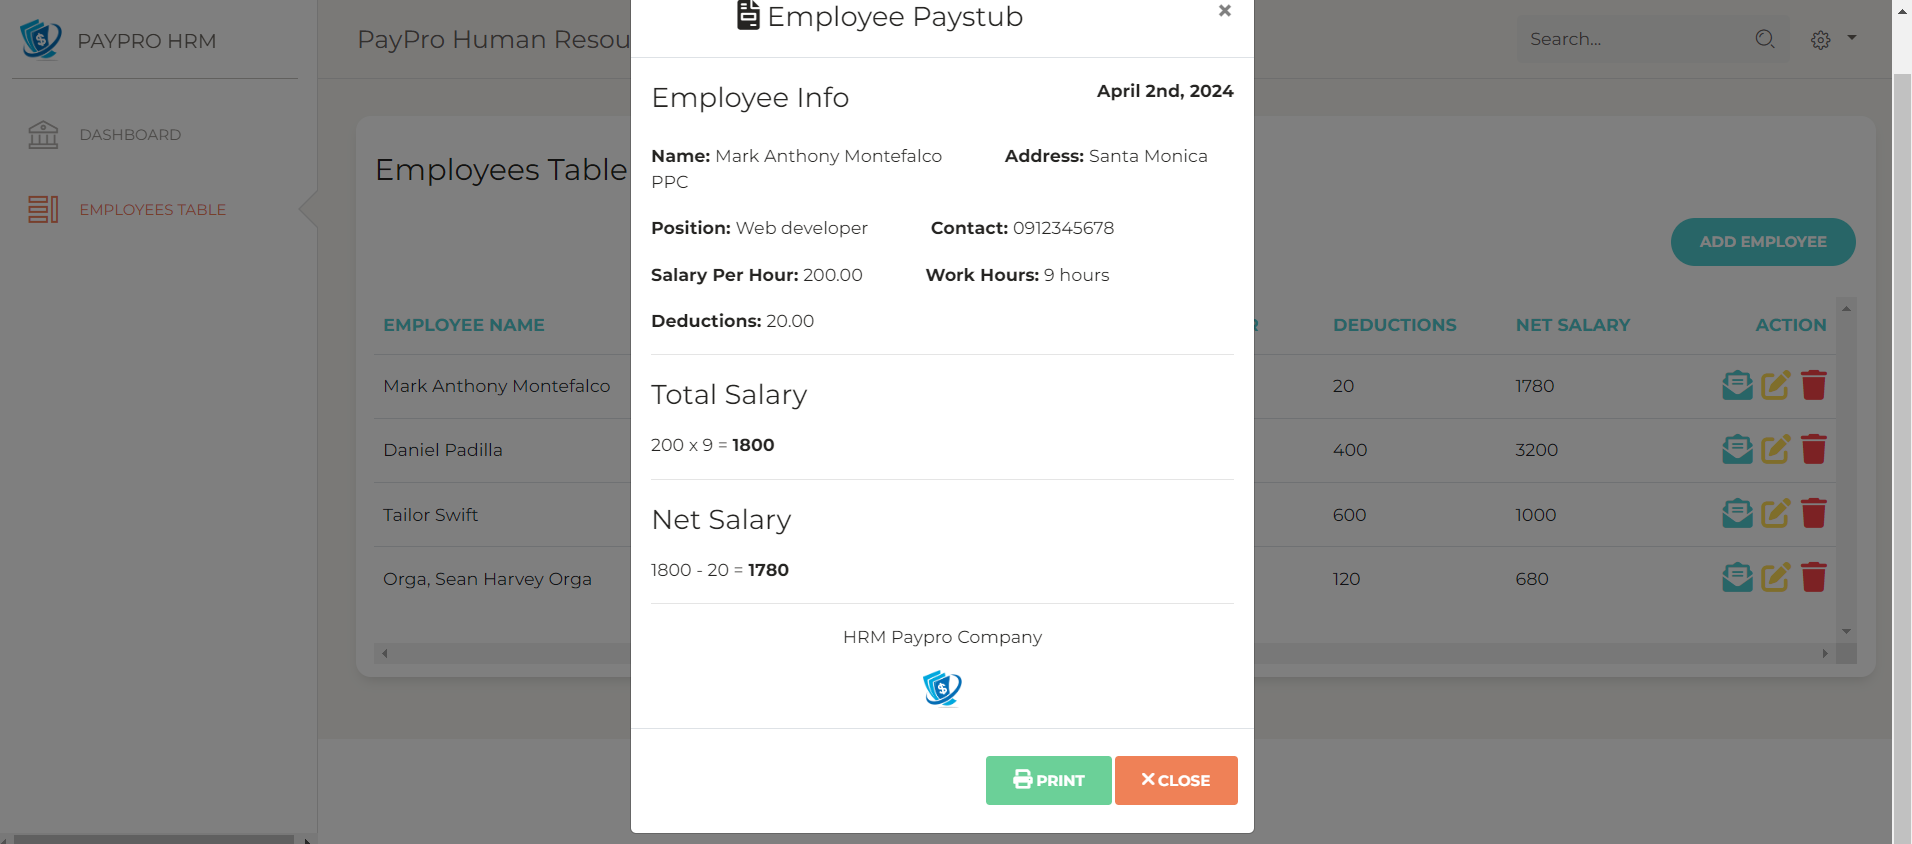 PAYPRO HRM
DASHBOARD
EMPLOYEES TABLE
PayPro Human Resou
Search...
Employees Table
ADD EMPLOYEE
EMPLOYEE NAME DEDUCTIONS NET SALARY ACTION
Mark Anthony Montefalco 20 1780
Daniel Padilla 400 3200
Tailor Swift 600 1000
Orga, Sean Harvey Orga 120 680
Employee Paystub ×
Employee Info April 2nd, 2024
Name: Mark Anthony Montefalco Address: Santa Monica
PPC
Position: Web developer Contact: 0912345678
Salary Per Hour: 200.00 Work Hours: 9 hours
Deductions: 20.00
Total Salary
200 x 9 = 1800
Net Salary
1800 - 20 = 1780
HRM Paypro Company
PRINT CLOSE